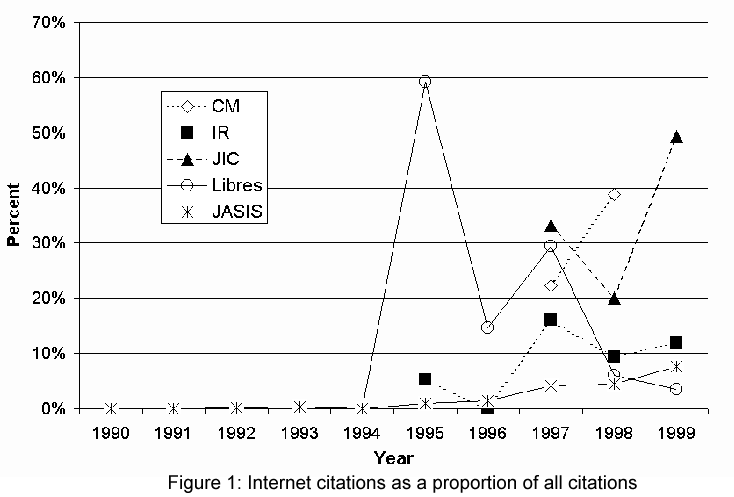 70%
60%
50%
40%
30%
20%
10%
0%
Percent
CM
IR
JIC
Libres
JASIS
1990 1991 1992 1993 1994 1995 1996 1997 1998 1999
Year
Figure 1: Internet citations as a proportion of all citations